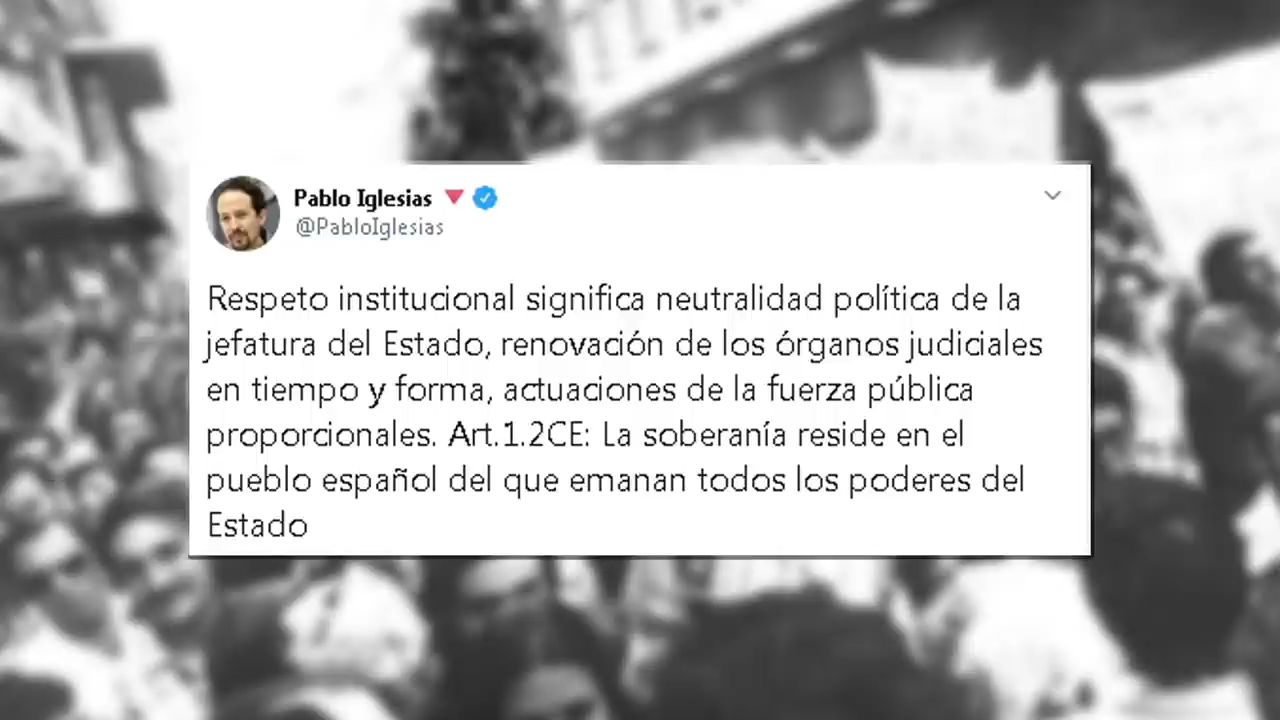 Pablo Iglesias
@PabloIglesias
Respeto institucional significa neutralidad política de la
jefatura del Estado, renovación de los órganos judiciales
en tiempo y forma, actuaciones de la fuerza pública
proporcionales. Art.1.2CE: La soberanía reside en el
pueblo español del que emanan todos los poderes del
Estado